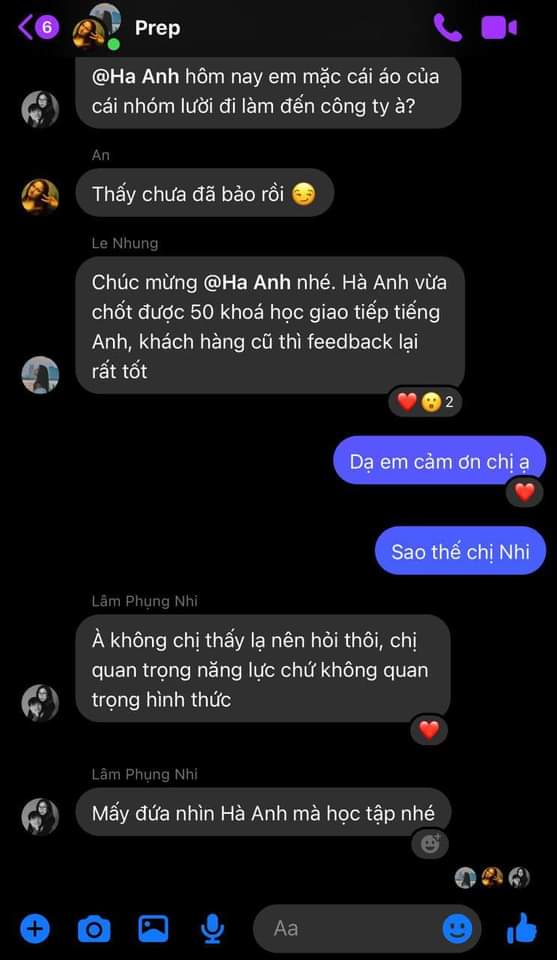 6
Prep
@Ha Anh hôm nay em mặc cái áo của
cái nhóm lười đi làm đến công ty à?
An
Thấy chưa đã bảo rồi 😏
Le Nhung
Chúc mừng @Ha Anh nhé. Hà Anh vừa
chốt được 50 khoá học giao tiếp tiếng
Anh, khách hàng cũ thì feedback lại
rất tốt
❤️😮 2
Dạ em cảm ơn chị ạ
Sao thế chị Nhi
Lâm Phụng Nhi
À không chị thấy lạ nên hỏi thôi, chị
quan trọng năng lực chứ không quan
trọng hình thức
Lâm Phụng Nhi
Mấy đứa nhìn Hà Anh mà học tập nhé
Aa